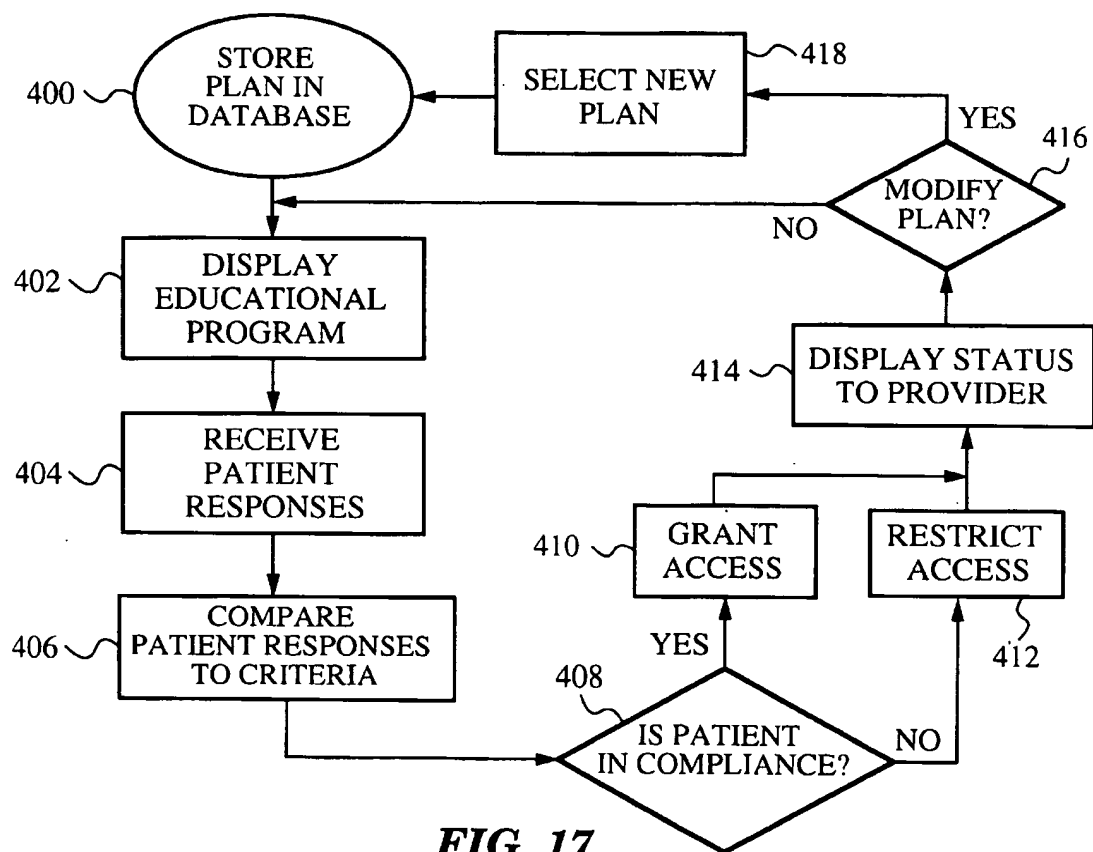 STORE
PLAN IN
DATABASE
400
SELECT NEW
PLAN
418
YES
MODIFY
PLAN?
416
NO
DISPLAY
EDUCATIONAL
PROGRAM
402
DISPLAY STATUS
TO PROVIDER
414
RECEIVE
PATIENT
RESPONSES
404
GRANT
ACCESS
410
RESTRICT
ACCESS
412
COMPARE
PATIENT RESPONSES
TO CRITERIA
406
YES
408
IS PATIENT
IN COMPLIANCE?
NO
FIG. 17